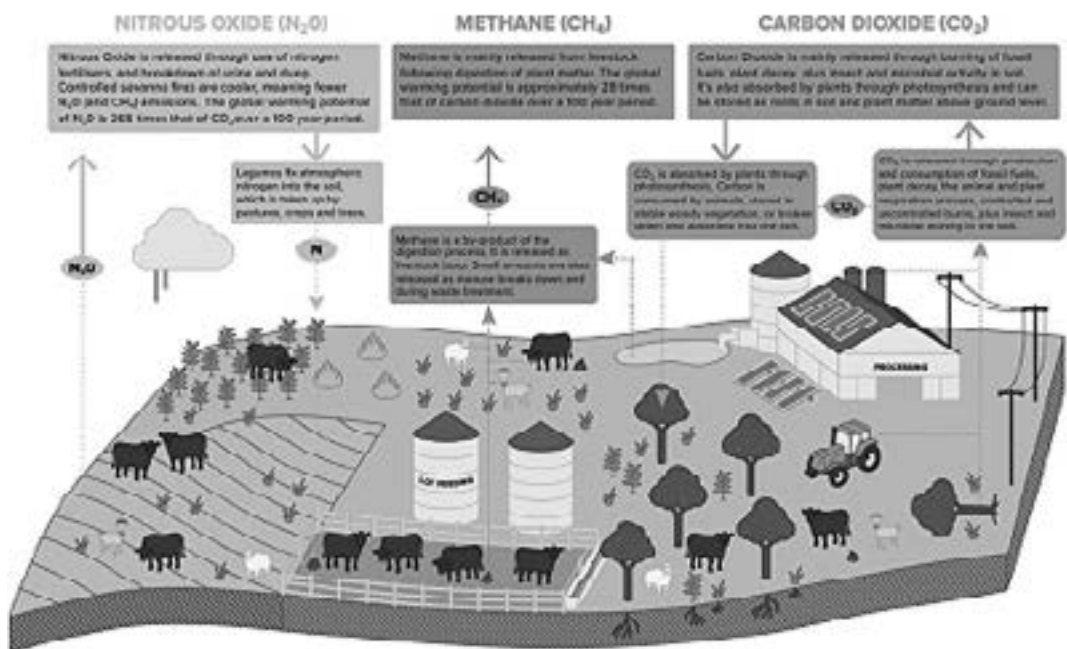 NITROUS OXIDE (N₂O)
Nitrous Oxide is released through use of nitrogen
fertilisers, and breakdown of urine and dung.
Controlled savanna fires are cooler, meaning fewer
N₂O (and CH₄) emissions. The global warming potential
of N₂O is 265 times that of CO₂ over a 100 year period.
METHANE (CH₄)
Methane is mainly released from livestock
following digestion of plant matter. The global
warming potential is approximately 28 times
that of carbon dioxide over a 100 year period.
CARBON DIOXIDE (CO₂)
Carbon Dioxide is mainly released through burning of fossil
fuels, plant decay, plus insect and microbial activity in soil.
It's also absorbed by plants through photosynthesis and can
be stored as roots in soil and plant matter above ground level.
Legumes fix atmospheric
nitrogen into the soil,
which is taken up by
pastures, crops and trees.
CO₂ is absorbed by plants through
photosynthesis. Carbon is
consumed by animals, stored in
stable woody vegetation, or broken
down and absorbed into the soil.
CO₂ is released through production
and consumption of fossil fuels,
plant decay, the animal and plant
respiration process, controlled and
uncontrolled burns, plus insect and
microbial activity in the soil.
Methane is a by-product of the
digestion process. It is released as
livestock Small amounts are also
released as manure breaks down and
during waste treatment.
N₂O
N
CH₄
CO₂
PROCESSING
LOT FEEDING